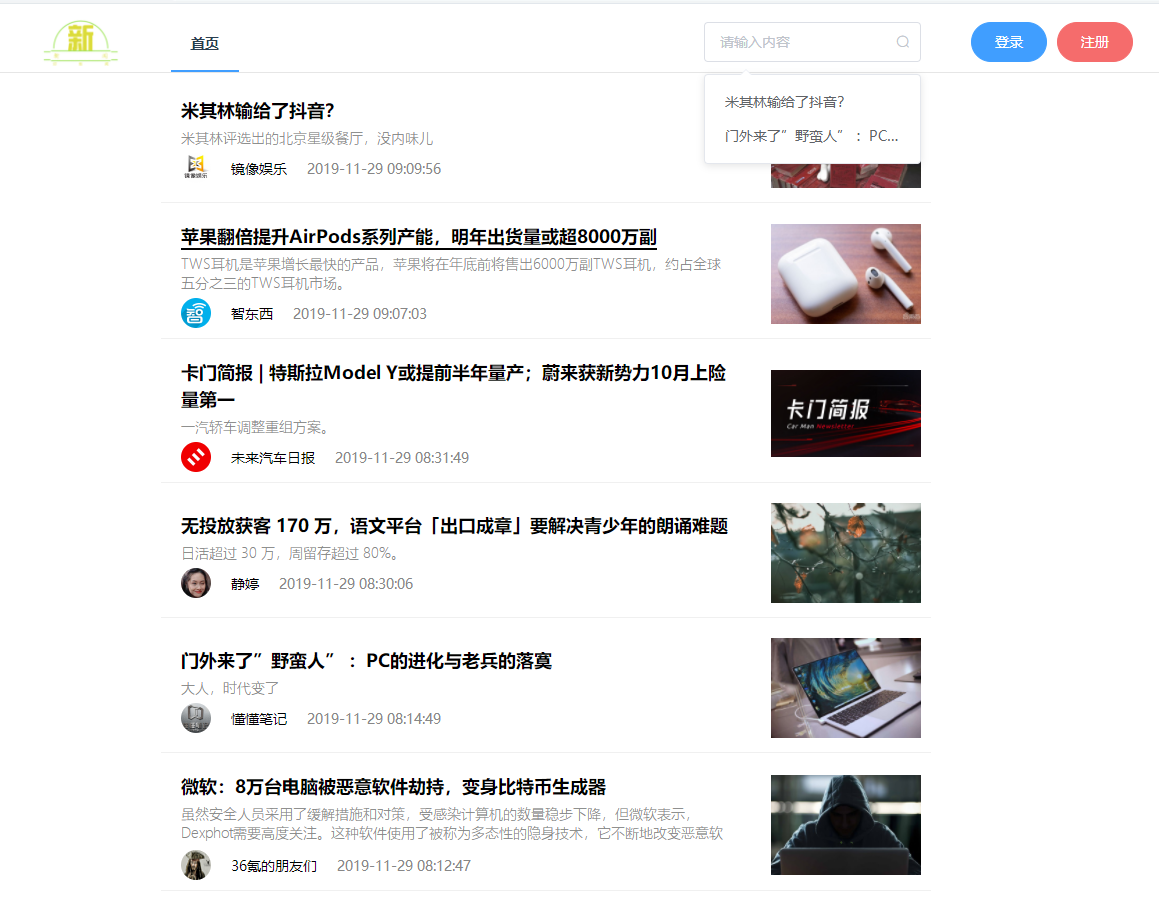 新
首页
请输入内容
登录
注册
米其林输给了抖音?
门外来了”野蛮人” ：PC...
米其林输给了抖音?
米其林评选出的北京星级餐厅，没内味儿
镜像娱乐
镜像娱乐 2019-11-29 09:09:56
苹果翻倍提升AirPods系列产能，明年出货量或超8000万副
TWS耳机是苹果增长最快的产品，苹果将在年底前将售出6000万副TWS耳机，约占全球
五分之三的TWS耳机市场。
智
智东西 2019-11-29 09:07:03
卡门简报 | 特斯拉Model Y或提前半年量产；蔚来获新势力10月上险
量第一
一汽轿车调整重组方案。
未来汽车日报 2019-11-29 08:31:49
卡门简报
Car Man Newsletter
无投放获客 170 万，语文平台「出口成章」要解决青少年的朗诵难题
日活超过 30 万，周留存超过 80%。
静婷 2019-11-29 08:30:06
门外来了”野蛮人” ：PC的进化与老兵的落寞
大人，时代变了
懂懂笔记 2019-11-29 08:14:49
微软：8万台电脑被恶意软件劫持，变身比特币生成器
虽然安全人员采用了缓解措施和对策，受感染计算机的数量稳步下降，但微软表示，
Dexphot需要高度关注。这种软件使用了被称为多态性的隐身技术，它不断地改变恶意软
36氪的朋友们 2019-11-29 08:12:47